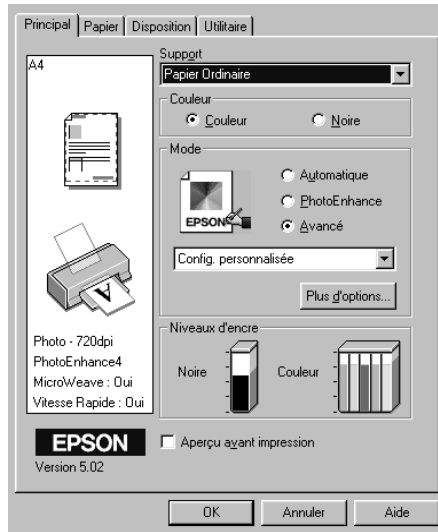 Principal Papier Disposition Utilitaire
A4
Support
Papier Ordinaire
Couleur
Couleur Noire
Mode
Automatique
PhotoEnhance
Avancé
EPSON
Config. personnalisée
Plus d'options...
Photo - 720dpi
PhotoEnhance4
MicroWeave : Oui
Vitesse Rapide : Oui
Niveaux d'encre
Noire Couleur
EPSON
Version 5.02
Aperçu avant impression
OK Annuler Aide